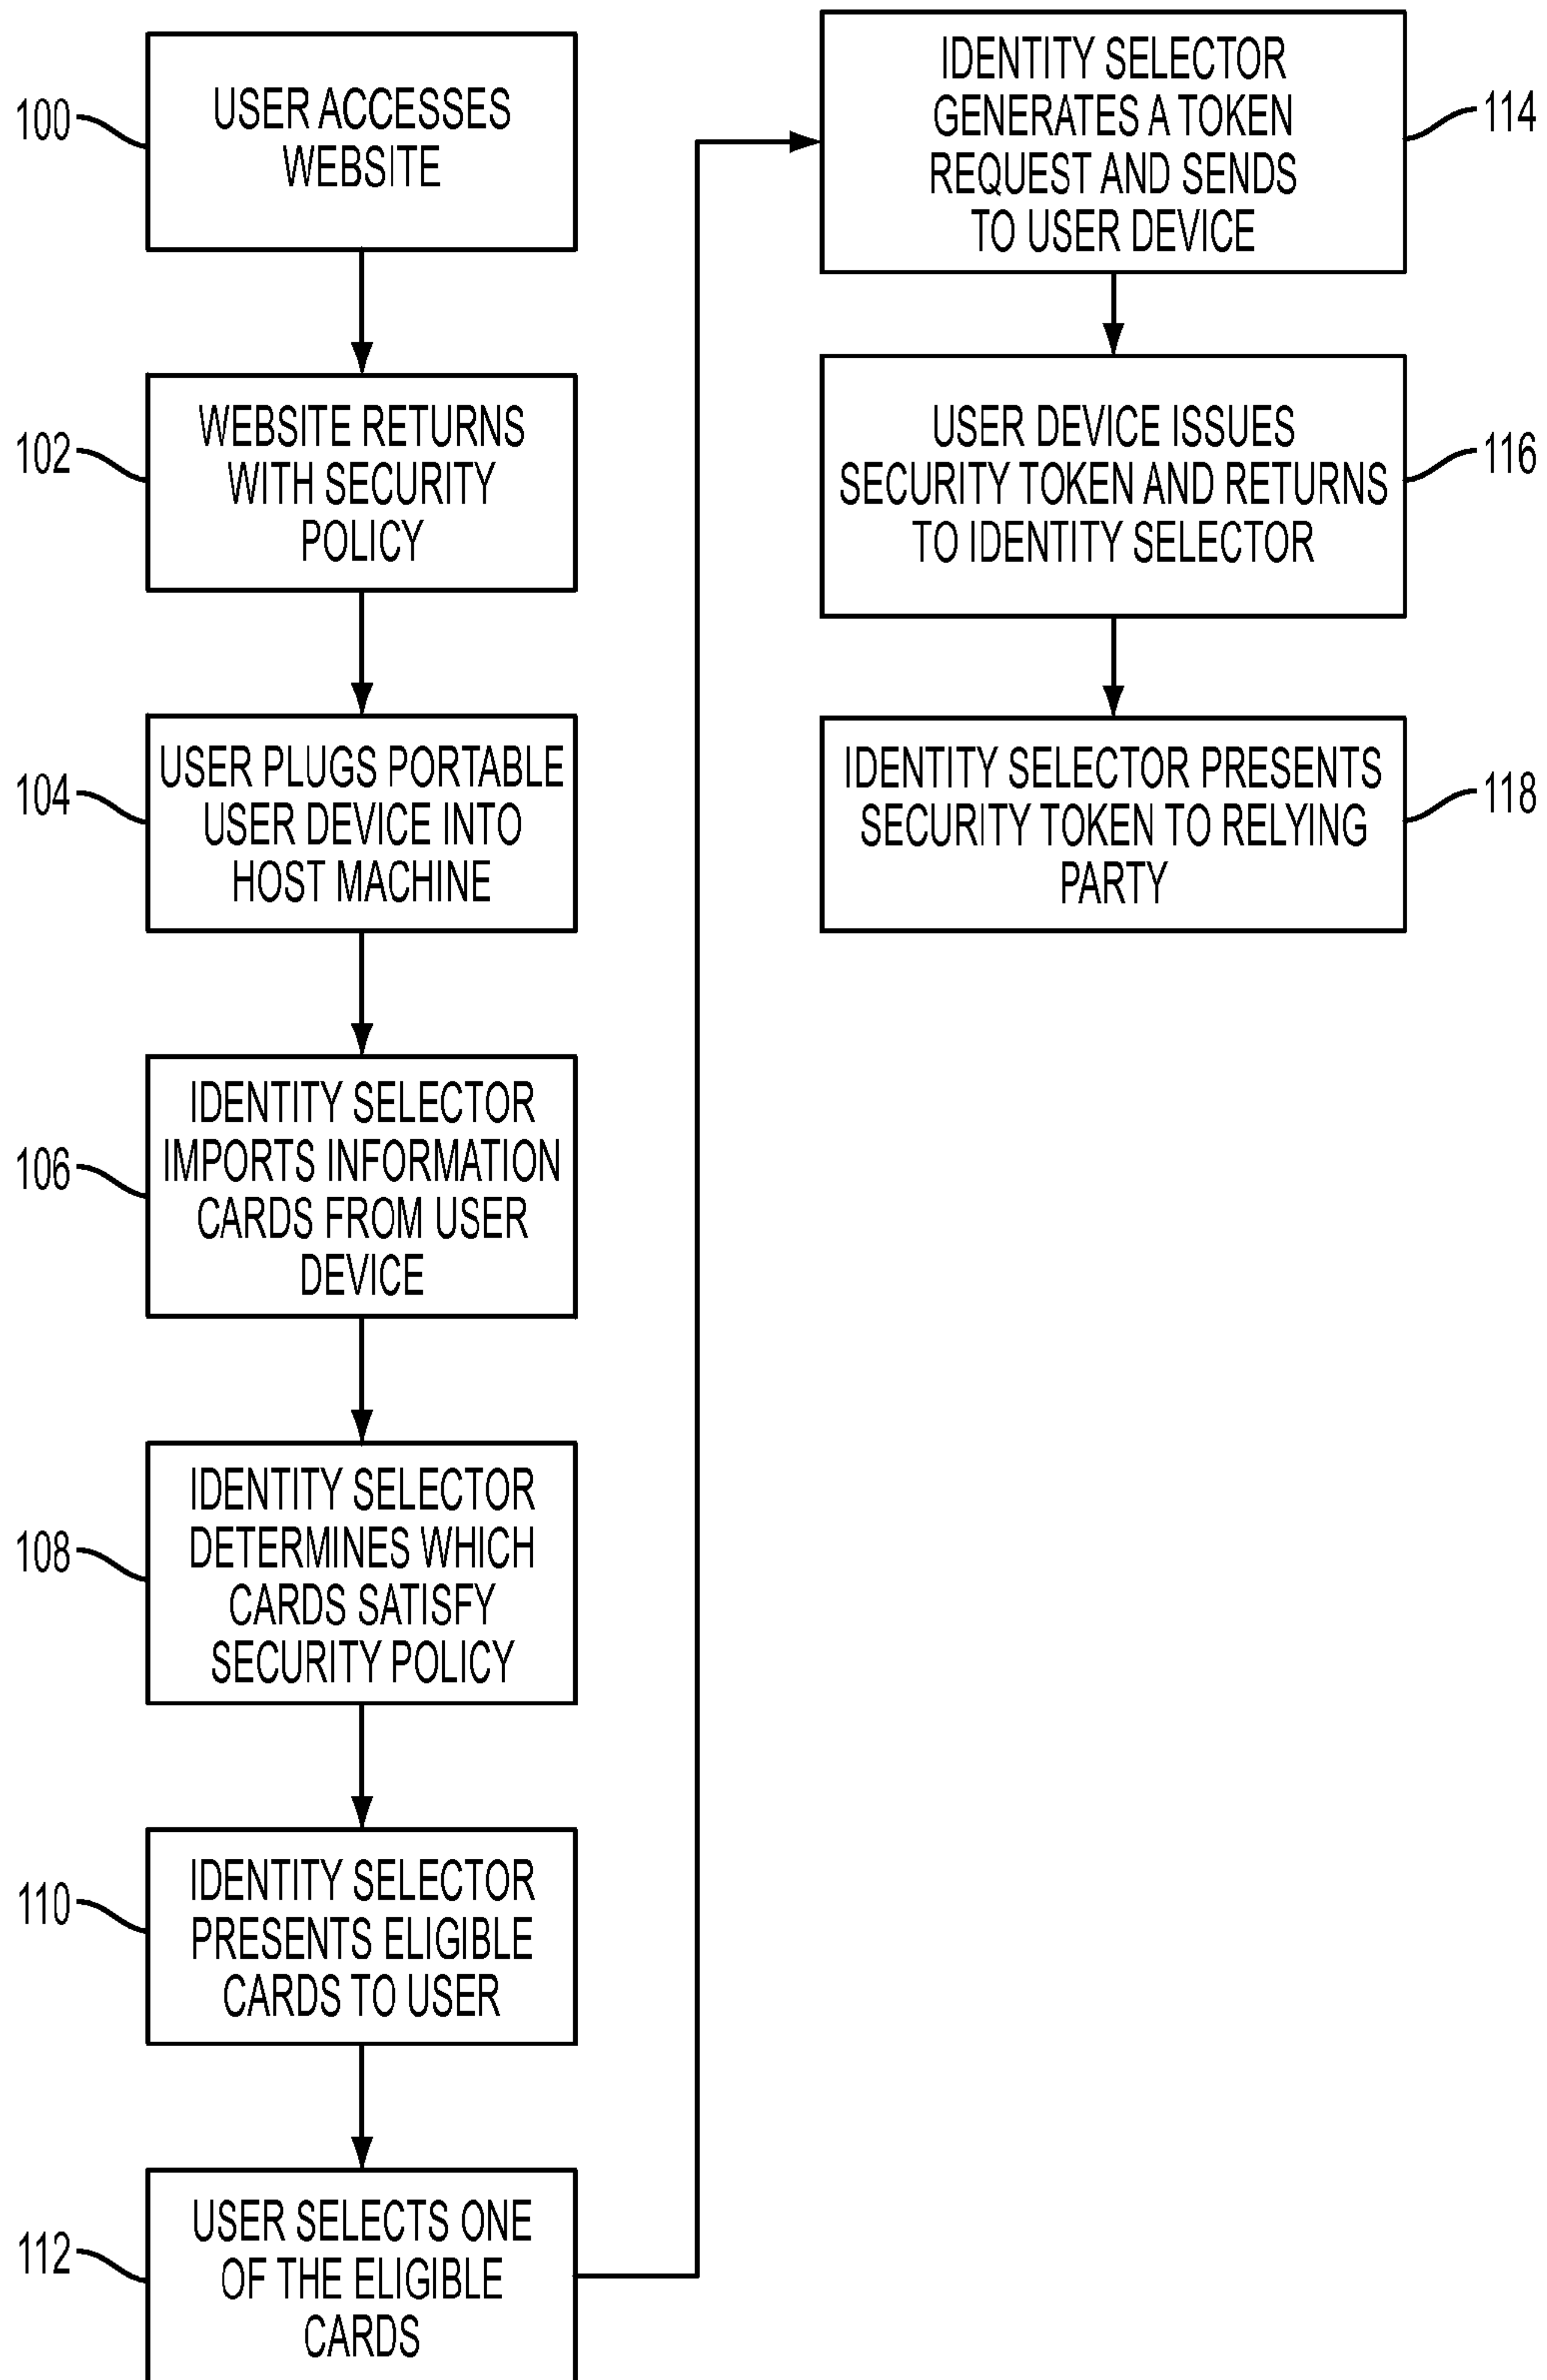 100
USER ACCESSES
WEBSITE
102
WEBSITE RETURNS
WITH SECURITY
POLICY
104
USER PLUGS PORTABLE
USER DEVICE INTO
HOST MACHINE
106
IDENTITY SELECTOR
IMPORTS INFORMATION
CARDS FROM USER
DEVICE
108
IDENTITY SELECTOR
DETERMINES WHICH
CARDS SATISFY
SECURITY POLICY
110
IDENTITY SELECTOR
PRESENTS ELIGIBLE
CARDS TO USER
112
USER SELECTS ONE
OF THE ELIGIBLE
CARDS
IDENTITY SELECTOR
GENERATES A TOKEN
REQUEST AND SENDS
TO USER DEVICE
114
USER DEVICE ISSUES
SECURITY TOKEN AND RETURNS
TO IDENTITY SELECTOR
116
IDENTITY SELECTOR PRESENTS
SECURITY TOKEN TO RELYING
PARTY
118